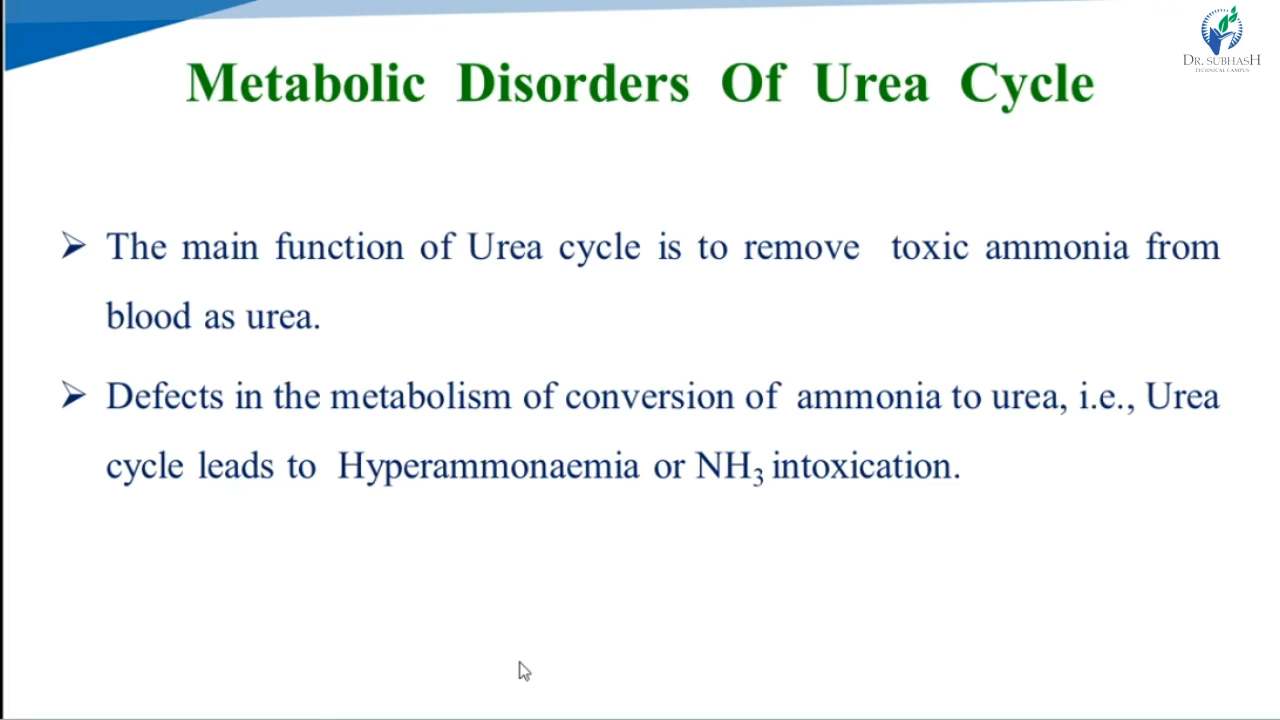 DR. SUBHASH
TECHNICAL CAMPUS
Metabolic Disorders Of Urea Cycle
➢ The main function of Urea cycle is to remove toxic ammonia from
blood as urea.
➢ Defects in the metabolism of conversion of ammonia to urea, i.e., Urea
cycle leads to Hyperammonaemia or NH₃ intoxication.